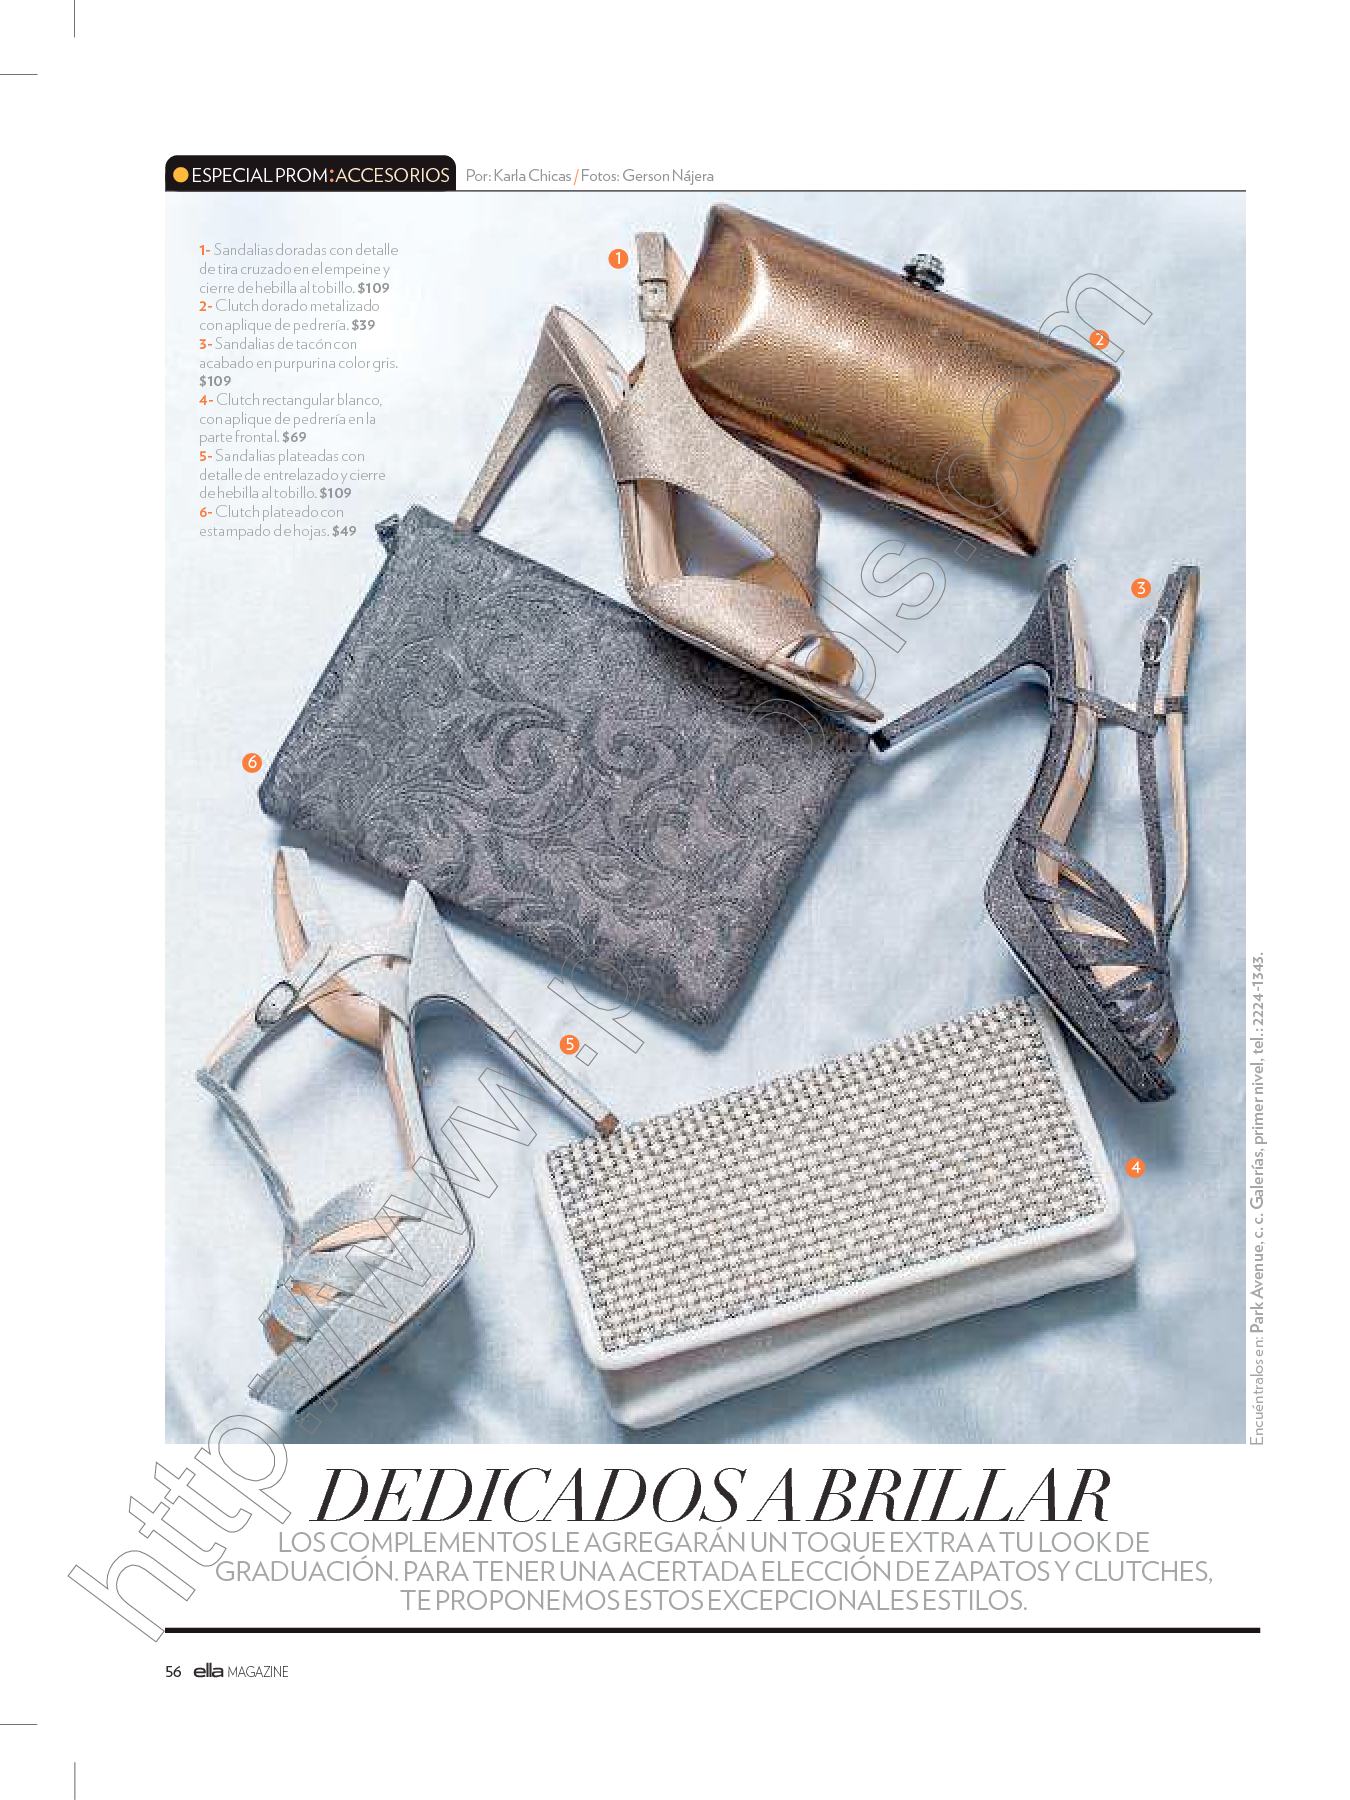 ESPECIAL PROM:ACCESORIOS Por: Karla Chicas / Fotos: Gerson Nájera
1- Sandalias doradas con detalle
de tira cruzado en el empeine y
cierre de hebilla al tobillo. $109
2- Clutch dorado metalizado
con aplique de pedrería. $39
3- Sandalias de tacón con
acabado en purpurina color gris.
$109
4- Clutch rectangular blanco,
con aplique de pedrería en la
parte frontal. $69
5- Sandalias plateadas con
detalle de entrelazado y cierre
de hebilla al tobillo. $109
6- Clutch plateado con
estampado de hojas. $49
1
2
3
6
5
4
Encuéntralos en: Park Avenue, c. c. Galerías, primer nivel, tel.: 2224-1343.
DEDICADOS A BRILLAR
LOS COMPLEMENTOS LE AGREGARÁN UN TOQUE EXTRA A TU LOOK DE
GRADUACIÓN. PARA TENER UNA ACERTADA ELECCIÓN DE ZAPATOS Y CLUTCHES,
TE PROPONEMOS ESTOS EXCEPCIONALES ESTILOS.
56 ella MAGAZINE